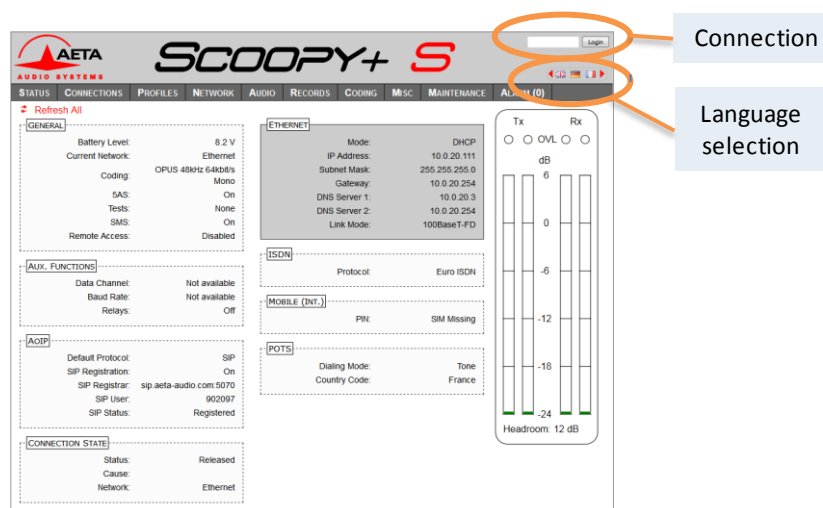 Connection
Login
AETA
AUDIO SYSTEMS
SCOOPY+ S
Language
selection
STATUS CONNECTIONS PROFILES NETWORK AUDIO RECORDS CODING MISC MAINTENANCE ALARM (0)
Refresh All
GENERAL
Battery Level: 8.2 V
Current Network: Ethernet
Coding: OPUS 48kHz 64kbit/s
Mono
5AS: On
Tests: None
SMS: On
Remote Access: Disabled
AUX. FUNCTIONS
Data Channel: Not available
Baud Rate: Not available
Relays: Off
AOIP
Default Protocol: SIP
SIP Registration: On
SIP Registrar: sip.aeta-audio.com:5070
SIP User: 902097
SIP Status: Registered
CONNECTION STATE
Status: Released
Cause:
Network: Ethernet
ETHERNET
Mode: DHCP
IP Address: 10.0.20.111
Subnet Mask: 255.255.255.0
Gateway: 10.0.20.254
DNS Server 1: 10.0.20.3
DNS Server 2: 10.0.20.254
Link Mode: 100BaseT-FD
ISDN
Protocol: Euro ISDN
MOBILE (INT.)
PIN: SIM Missing
POTS
Dialing Mode: Tone
Country Code: France
Tx Rx
OVL
dB
6
0
-6
-12
-18
-24
Headroom: 12 dB